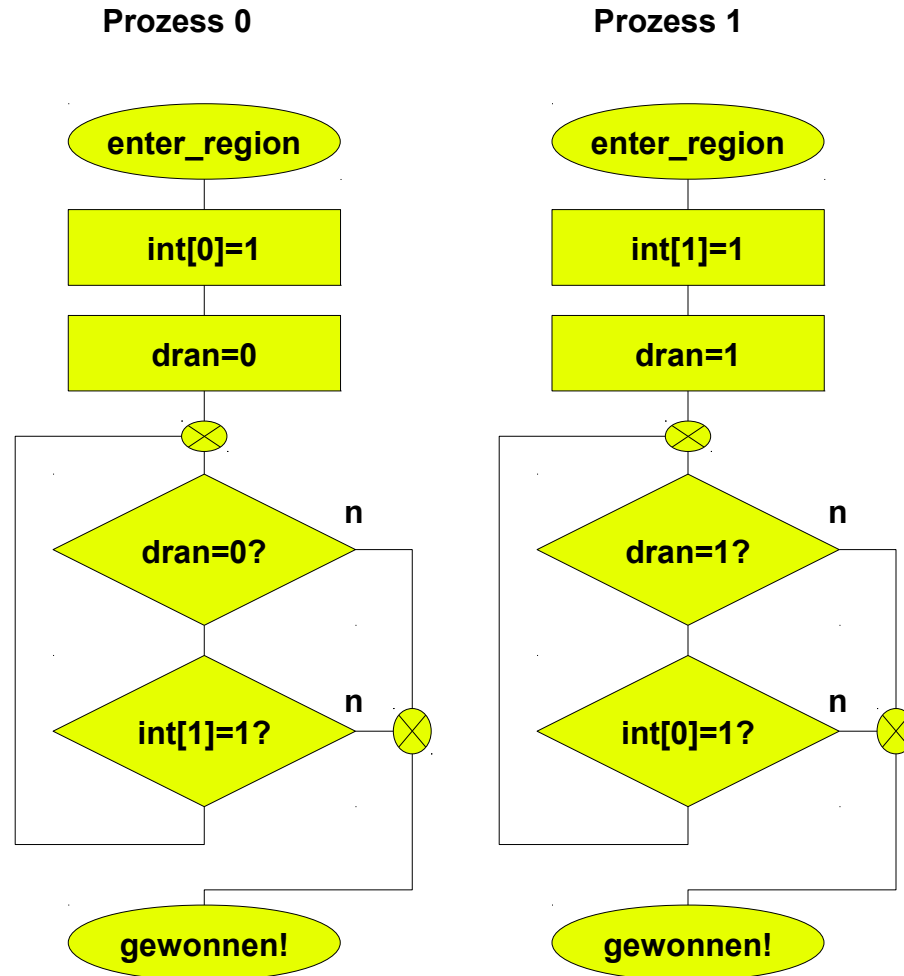 Prozess 0
enter_region
int[0]=1
dran=0
dran=0?
n
int[1]=1?
n
gewonnen!
Prozess 1
enter_region
int[1]=1
dran=1
dran=1?
n
int[0]=1?
n
gewonnen!